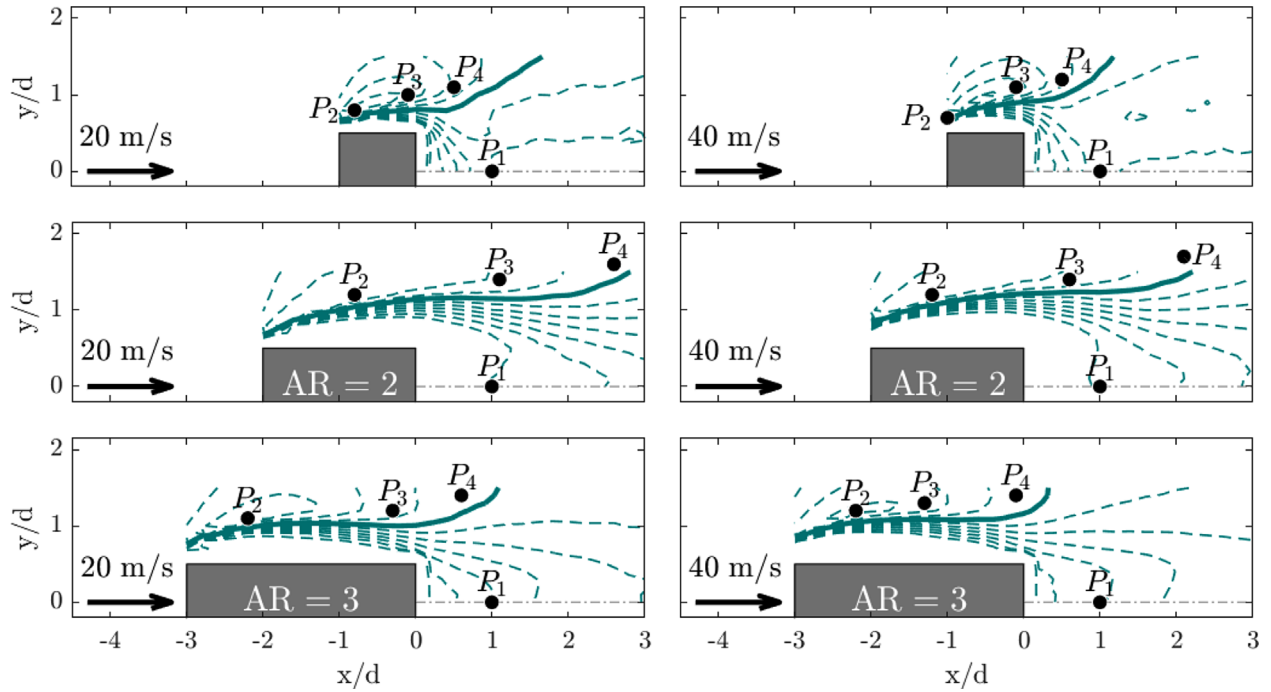 2
1
0
y/d
20 m/s
P2
P3
P4
P1
40 m/s
P2
P3
P4
P1
2
1
0
y/d
20 m/s
AR = 2
P2
P3
P4
P1
40 m/s
AR = 2
P2
P3
P4
P1
2
1
0
y/d
20 m/s
AR = 3
P2
P3
P4
P1
-4 -3 -2 -1 0 1 2 3
x/d
40 m/s
AR = 3
P2
P3
P4
P1
-4 -3 -2 -1 0 1 2 3
x/d